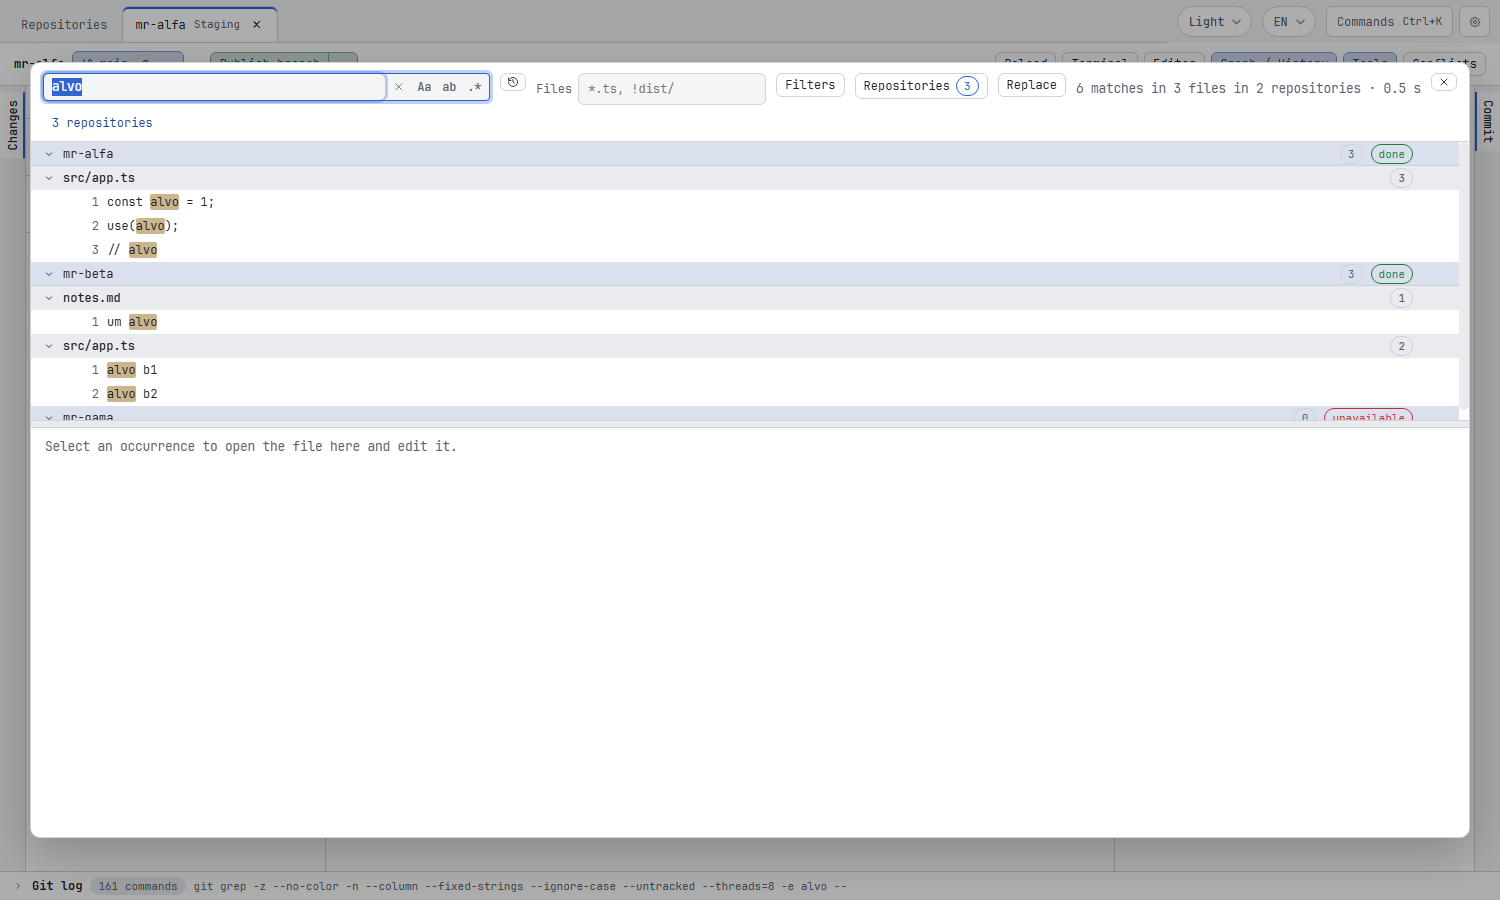 Repositories
mr-alfa Staging ×
Light EN Commands Ctrl+K
alvo × Aa ab .* Files *.ts, !dist/ Filters Repositories 3 Replace 6 matches in 3 files in 2 repositories · 0.5 s ×
3 repositories
Changes
Commit
mr-alfa 3 done
src/app.ts 3
1 const alvo = 1;
2 use(alvo);
3 // alvo
mr-beta 3 done
notes.md 1
1 um alvo
src/app.ts 2
1 alvo b1
2 alvo b2
mr-gama 0 unavailable
Select an occurrence to open the file here and edit it.
Git log 161 commands git grep -z --no-color -n --column --fixed-strings --ignore-case --untracked --threads=8 -e alvo --